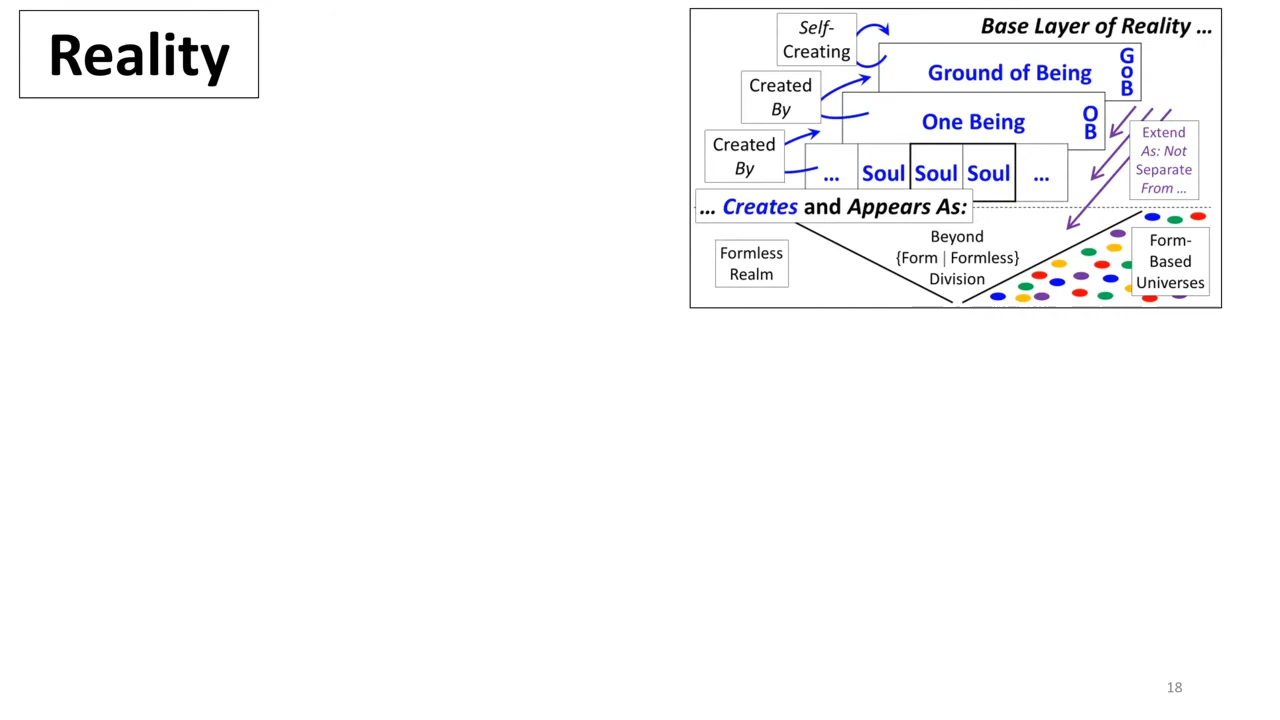 Reality
Base Layer of Reality …
Self-
Creating
Ground of Being
G
o
B
Created
By
One Being
O
B
Created
By
… Soul Soul Soul …
Extend
As: Not
Separate
From …
… Creates and Appears As:
Formless
Realm
Beyond
{Form | Formless}
Division
Form-
Based
Universes
18